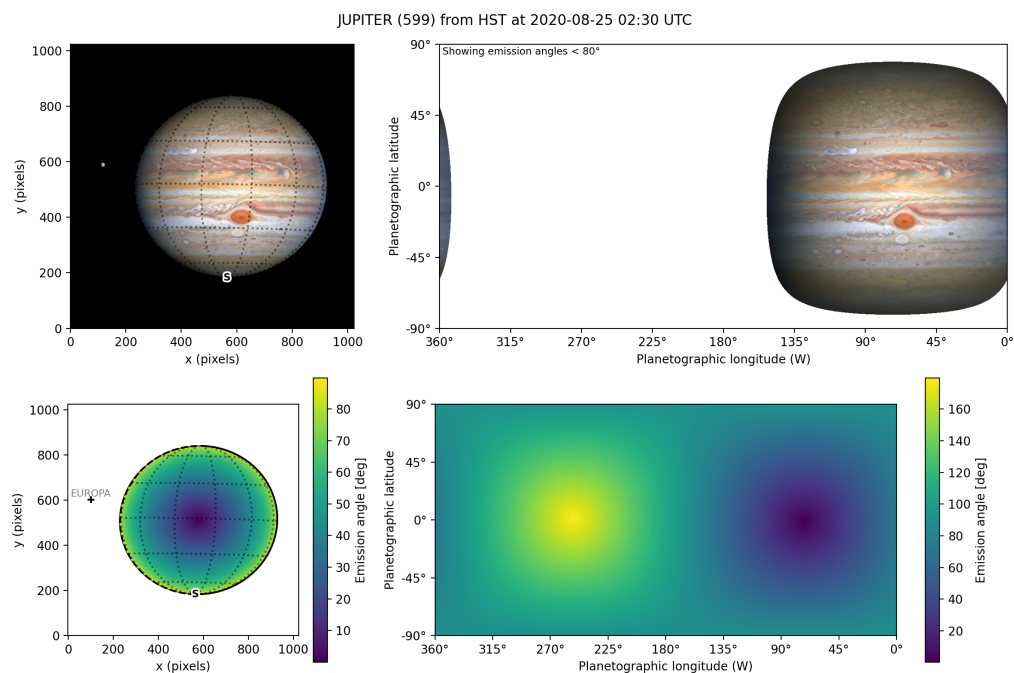 JUPITER (599) from HST at 2020-08-25 02:30 UTC
1000
800
600
400
200
0
y (pixels)
S
0 200 400 600 800 1000
x (pixels)
Showing emission angles < 80°
90°
45°
0°
-45°
-90°
Planetographic latitude
360° 315° 270° 225° 180° 135° 90° 45° 0°
Planetographic longitude (W)
1000
800
600
400
200
0
y (pixels)
EUROPA
S
0 200 400 600 800 1000
x (pixels)
80
70
60
50
40
30
20
10
Emission angle [deg]
90°
45°
0°
-45°
-90°
Planetographic latitude
360° 315° 270° 225° 180° 135° 90° 45° 0°
Planetographic longitude (W)
160
140
120
100
80
60
40
20
Emission angle [deg]